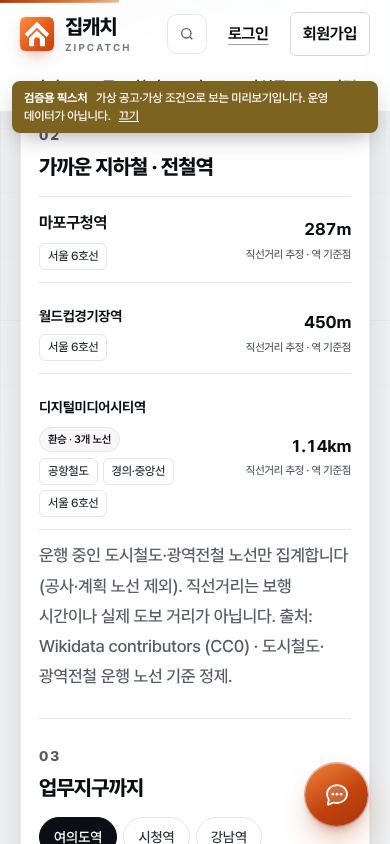 집캐치
ZIPCATCH
로그인
회원가입
검증용 픽스처 가상 공고·가상 조건으로 보는 미리보기입니다. 운영
데이터가 아닙니다. 끄기
02
가까운 지하철 · 전철역
마포구청역
287m
서울 6호선
직선거리 추정 · 역 기준점
월드컵경기장역
450m
서울 6호선
직선거리 추정 · 역 기준점
디지털미디어시티역
환승 · 3개 노선
1.14km
공항철도 경의·중앙선
직선거리 추정 · 역 기준점
서울 6호선
운행 중인 도시철도·광역전철 노선만 집계합니다
(공사·계획 노선 제외). 직선거리는 보행
시간이나 실제 도보 거리가 아닙니다. 출처:
Wikidata contributors (CC0) · 도시철도·
광역전철 운행 노선 기준 정제.
03
업무지구까지
여의도역 시청역 강남역